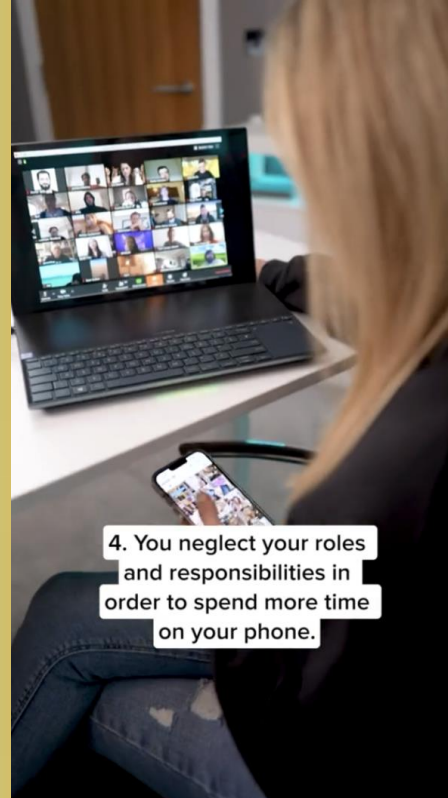 4. You neglect your roles
and responsibilities in
order to spend more time
on your phone.